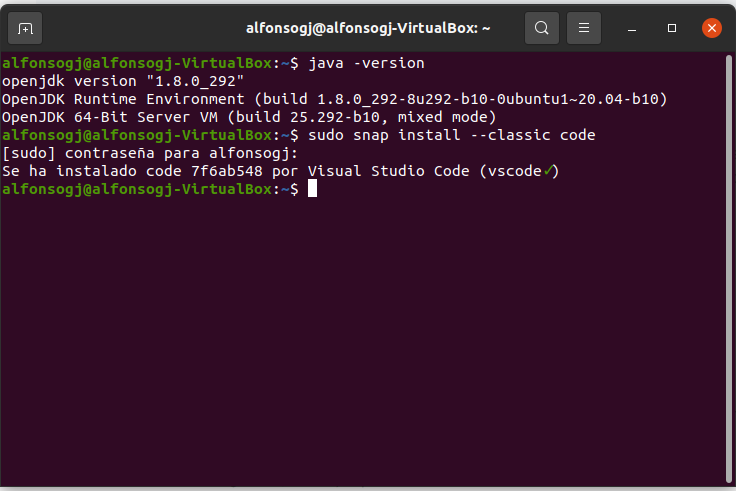 alfonsogj@alfonsogj-VirtualBox: ~
alfonsogj@alfonsogj-VirtualBox:~$ java -version
openjdk version "1.8.0_292"
OpenJDK Runtime Environment (build 1.8.0_292-8u292-b10-0ubuntu1~20.04-b10)
OpenJDK 64-Bit Server VM (build 25.292-b10, mixed mode)
alfonsogj@alfonsogj-VirtualBox:~$ sudo snap install --classic code
[sudo] contraseña para alfonsogj:
Se ha instalado code 7f6ab548 por Visual Studio Code (vscode✓)
alfonsogj@alfonsogj-VirtualBox:~$